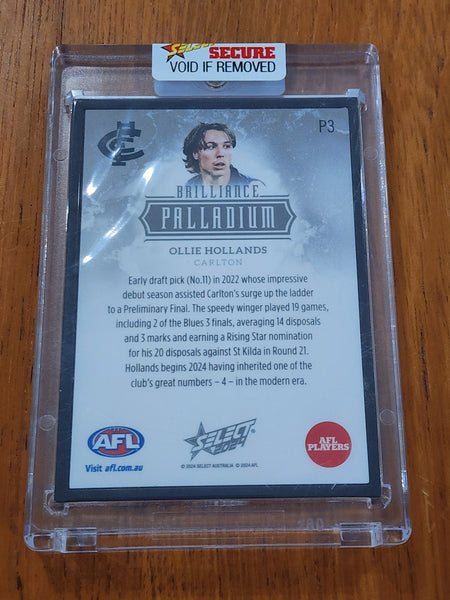 SELECT SECURE
VOID IF REMOVED
P3
CFC
BRILLIANCE
PALLADIUM
OLLIE HOLLANDS
CARLTON
Early draft pick (No.11) in 2022 whose impressive
debut season assisted Carlton's surge up the ladder
to a Preliminary Final. The speedy winger played 19 games,
including 2 of the Blues 3 finals, averaging 14 disposals
and 3 marks and earning a Rising Star nomination
for his 20 disposals against St Kilda in Round 21.
Hollands begins 2024 having inherited one of the
club's great numbers – 4 – in the modern era.
AFL
SELECT
2024
AFL
PLAYERS
Visit afl.com.au
© 2024 SELECT AUSTRALIA © 2024 AFL